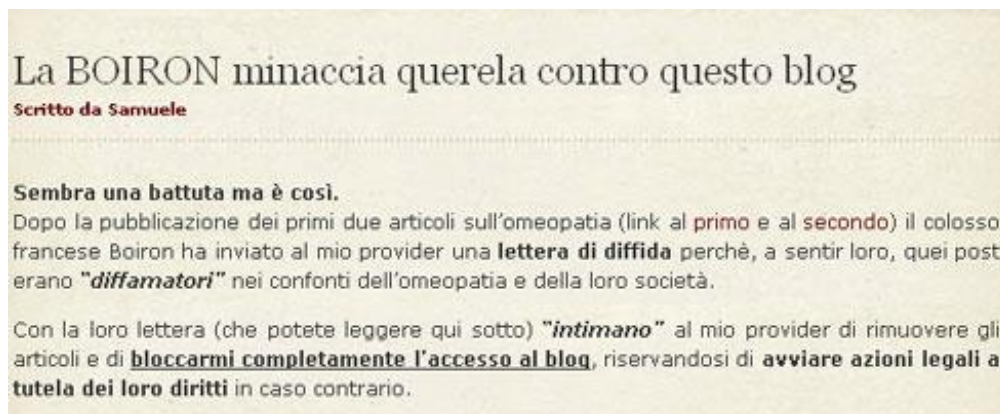 La BOIRON minaccia querela contro questo blog
Scritto da Samuele
Sembra una battuta ma è così.
Dopo la pubblicazione dei primi due articoli sull'omeopatia (link al primo e al secondo) il colosso
francese Boiron ha inviato al mio provider una lettera di diffida perchè, a sentir loro, quei post
erano "diffamatori" nei confonti dell'omeopatia e della loro società.
Con la loro lettera (che potete leggere qui sotto) "intimano" al mio provider di rimuovere gli
articoli e di bloccarmi completamente l'accesso al blog, riservandosi di avviare azioni legali a
tutela dei loro diritti in caso contrario.